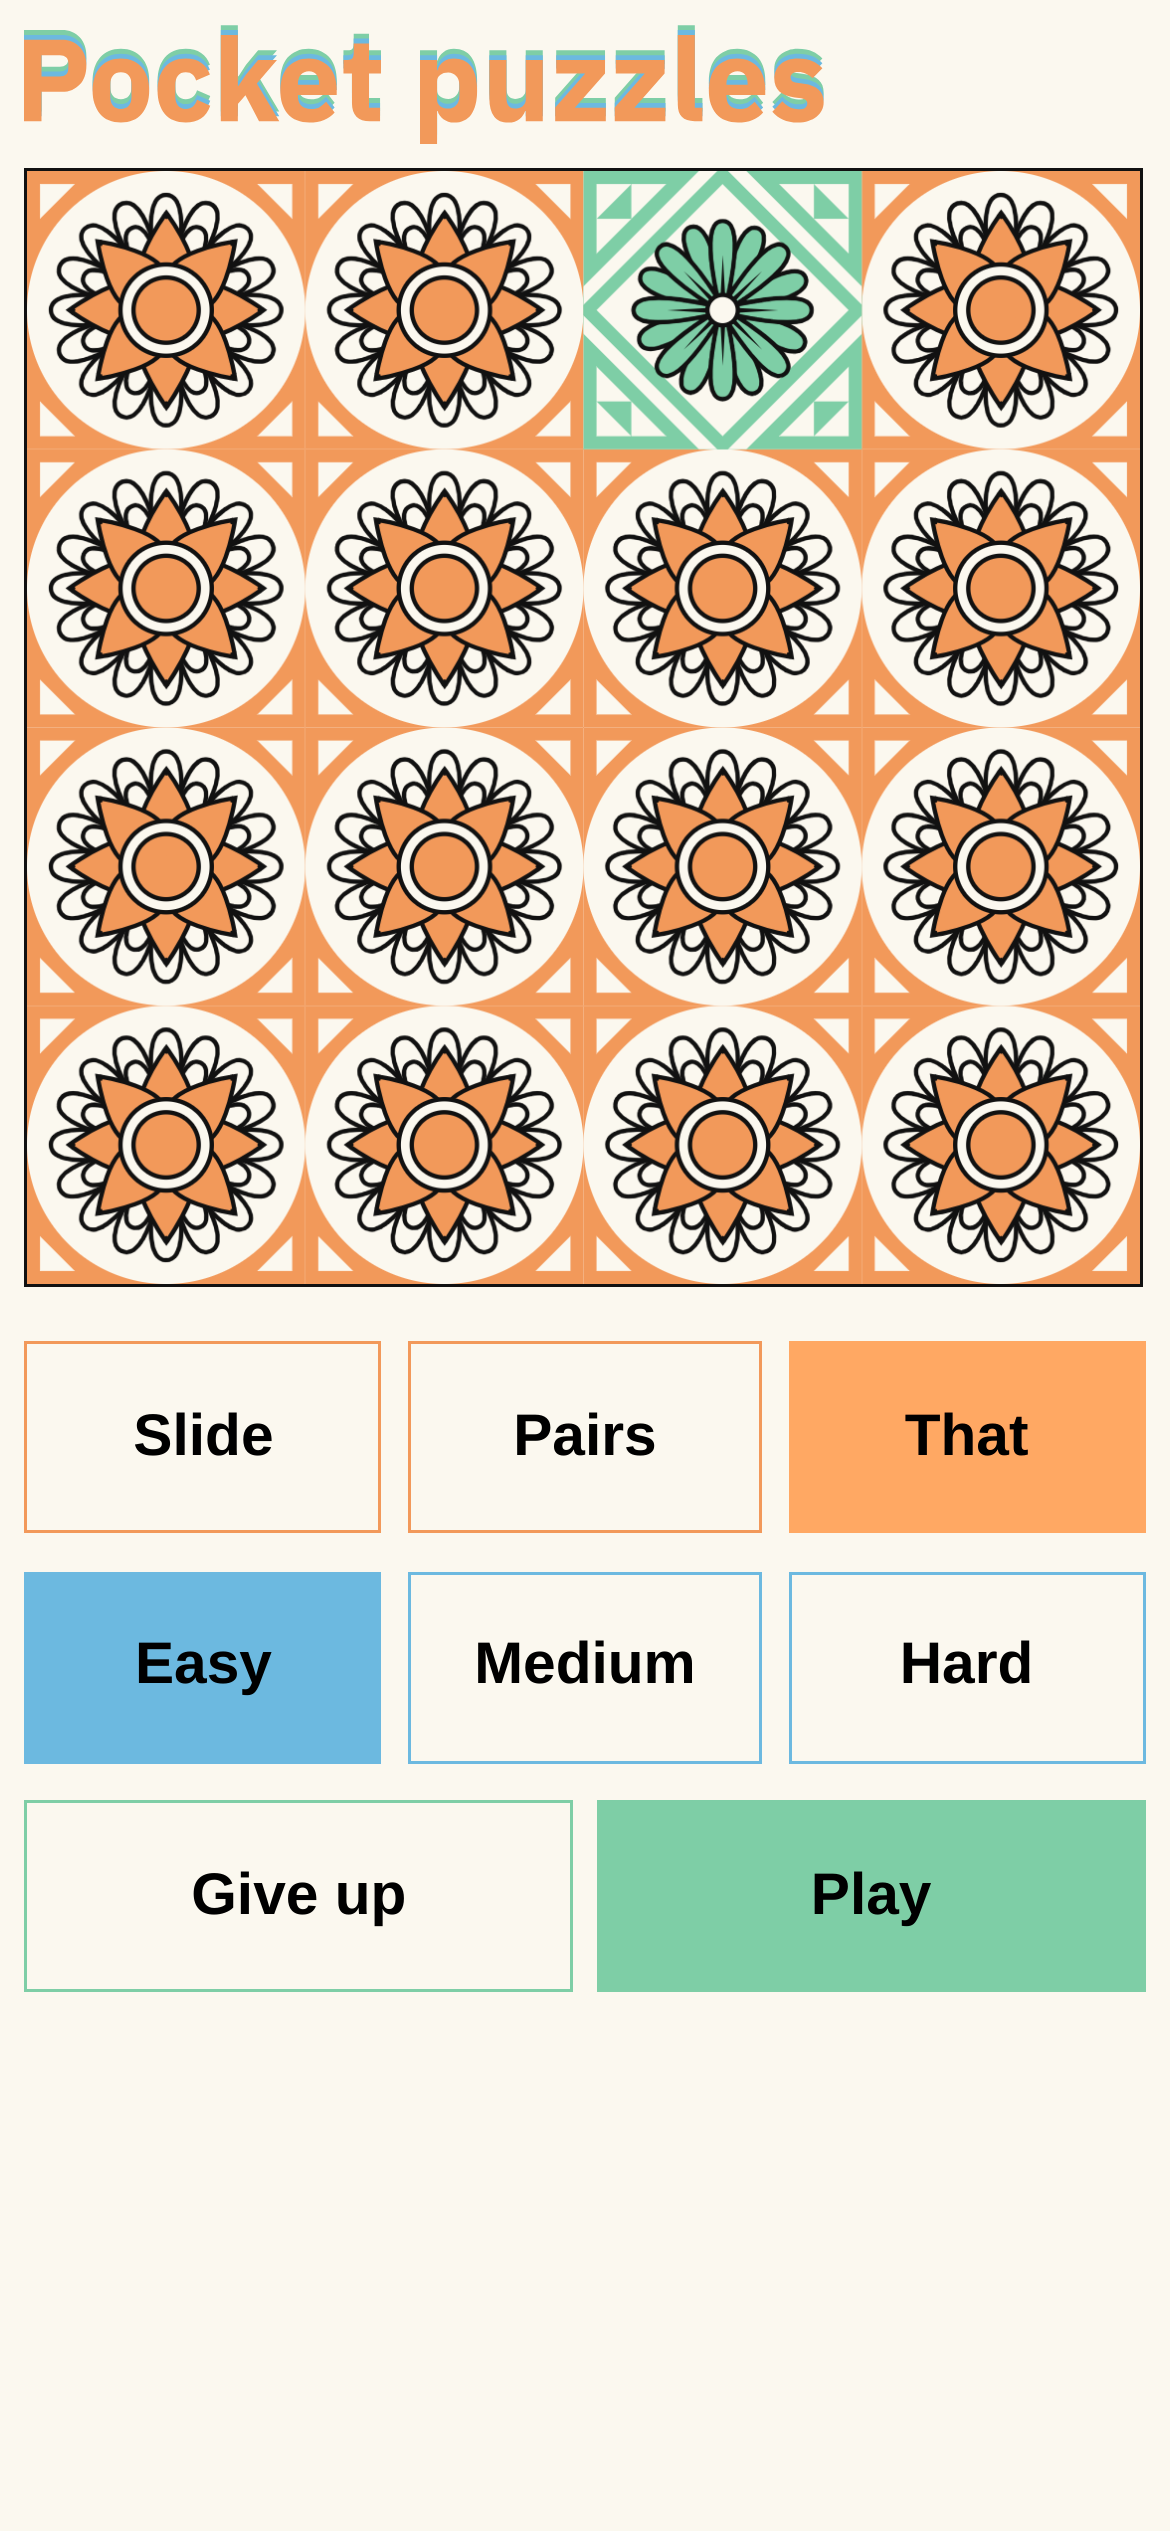 Pocket puzzles
Slide
Pairs
That
Easy
Medium
Hard
Give up
Play